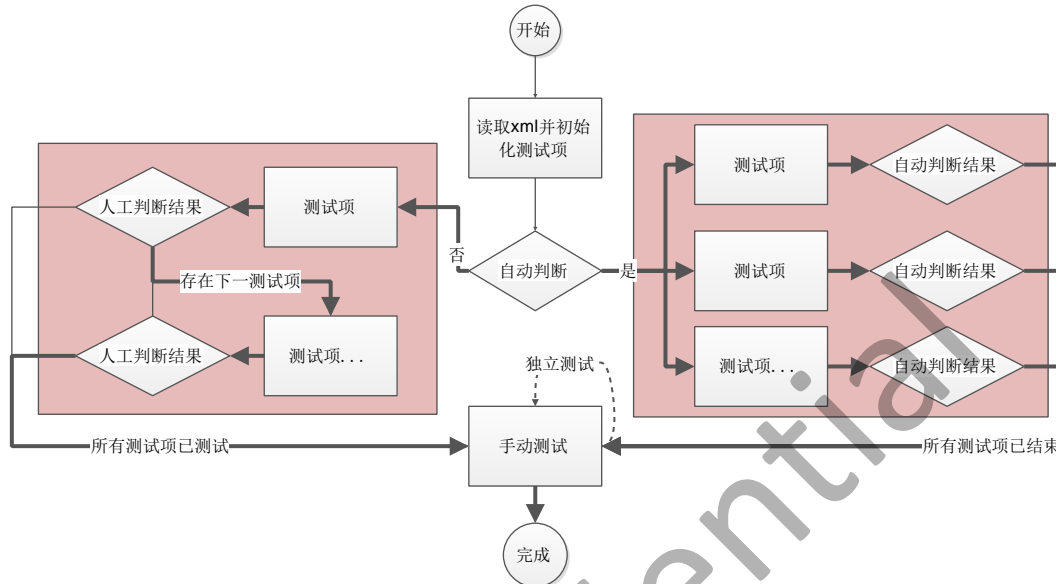 开始
读取xml并初始
化测试项
自动判断
否
是
测试项
人工判断结果
存在下一测试项
测试项...
人工判断结果
测试项
自动判断结果
测试项
自动判断结果
测试项...
自动判断结果
独立测试
手动测试
所有测试项已测试
所有测试项已结束
完成